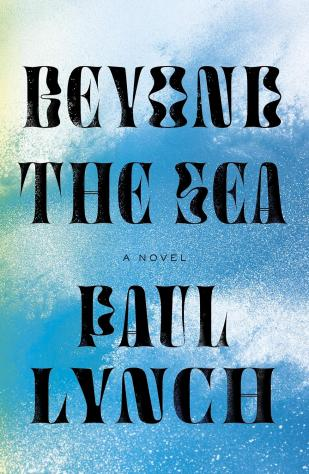 BEYOND
THE SEA
A NOVEL
PAUL
LYNCH